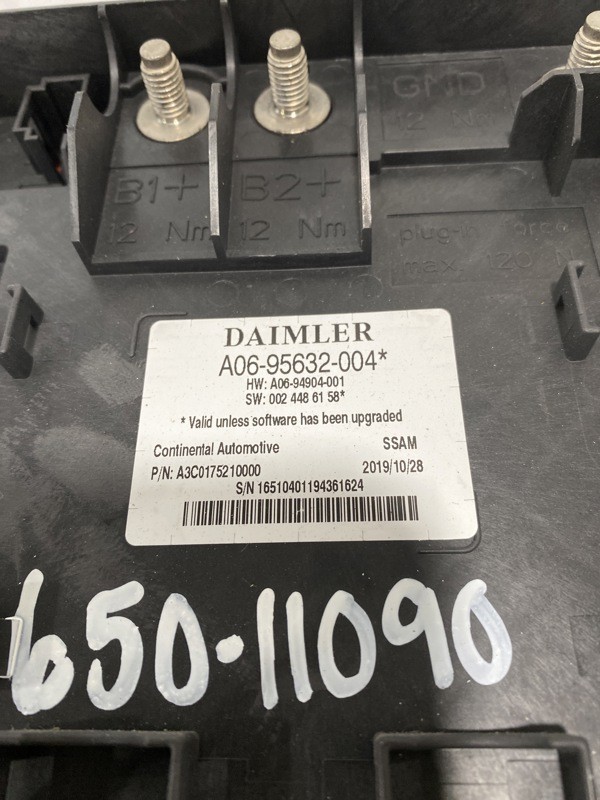 GND
12 Nm
B1+ B2+
12 Nm 12 Nm
plug-in
max. 120 N
DAIMLER
A06-95632-004*
HW: A06-94904-001
SW: 002 448 61 58*
* Valid unless software has been upgraded
Continental Automotive SSAM
P/N: A3C0175210000 2019/10/28
S/N 16510401194361624
650-11090